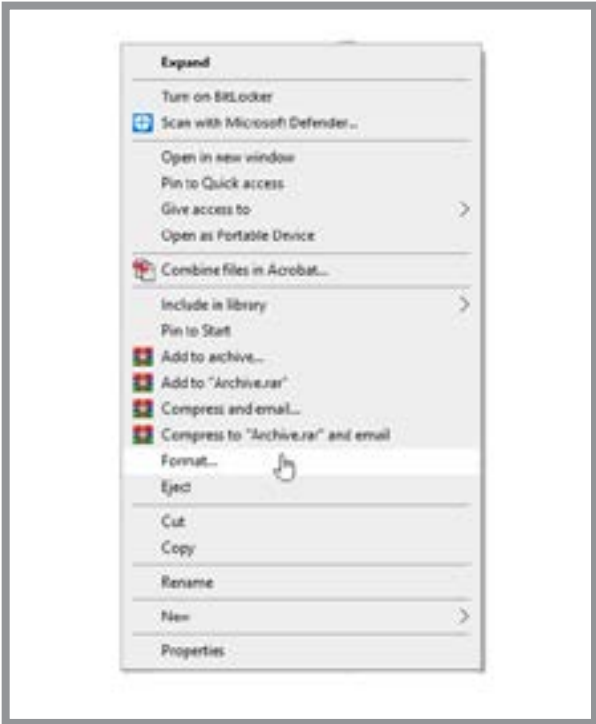 Expand
Turn on BitLocker
Scan with Microsoft Defender...
Open in new window
Pin to Quick access
Give access to
Open as Portable Device
Combine files in Acrobat...
Include in library
Pin to Start
Add to archive...
Add to "Archive.rar"
Compress and email...
Compress to "Archive.rar" and email
Format...
Eject
Cut
Copy
Rename
New
Properties